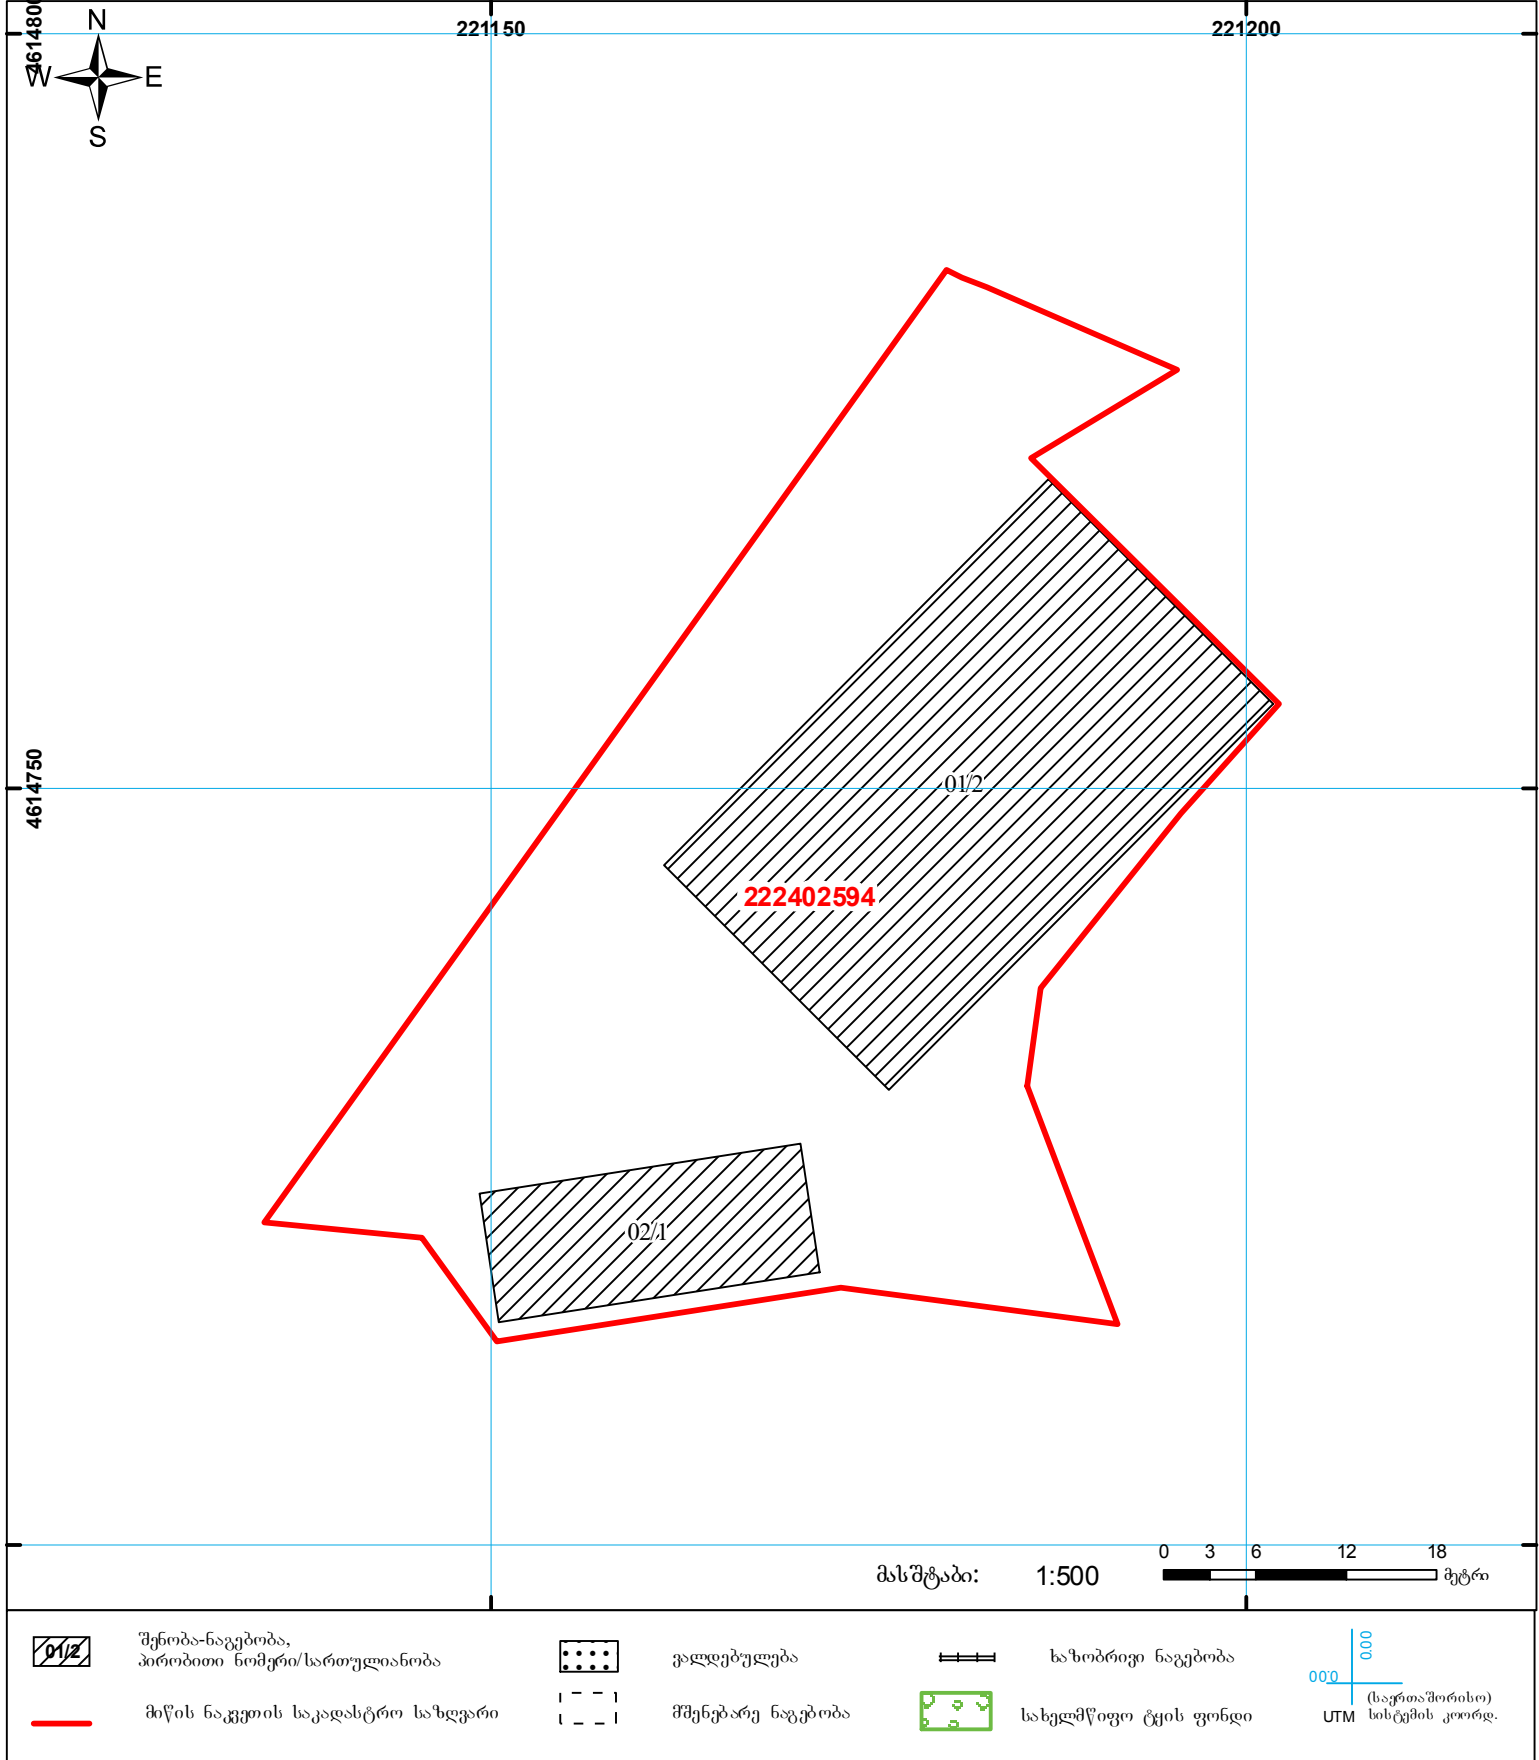 4614800
221150
221200
N
W
E
S
4614750
01/2
222402594
02/1
მასშტაბი:
1:500
0 3 6 12 18
მეტრი
01/2
შენობა-ნაგებობა,
პირობითი ნომერი/სართულიანობა
ვალდებულება
ხაზობრივი ნაგებობა
00.0
00.0
მიწის ნაკვეთის საკადასტრო საზღვარი
მშენებარე ნაგებობა
სახელმწიფო ტყის ფონდი
UTM
(საერთაშორისო)
სისტემის კოორდ.